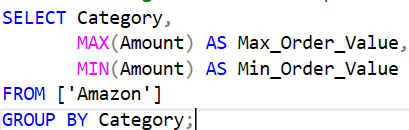 SELECT Category,
MAX(Amount) AS Max_Order_Value,
MIN(Amount) AS Min_Order_Value
FROM ['Amazon']
GROUP BY Category;